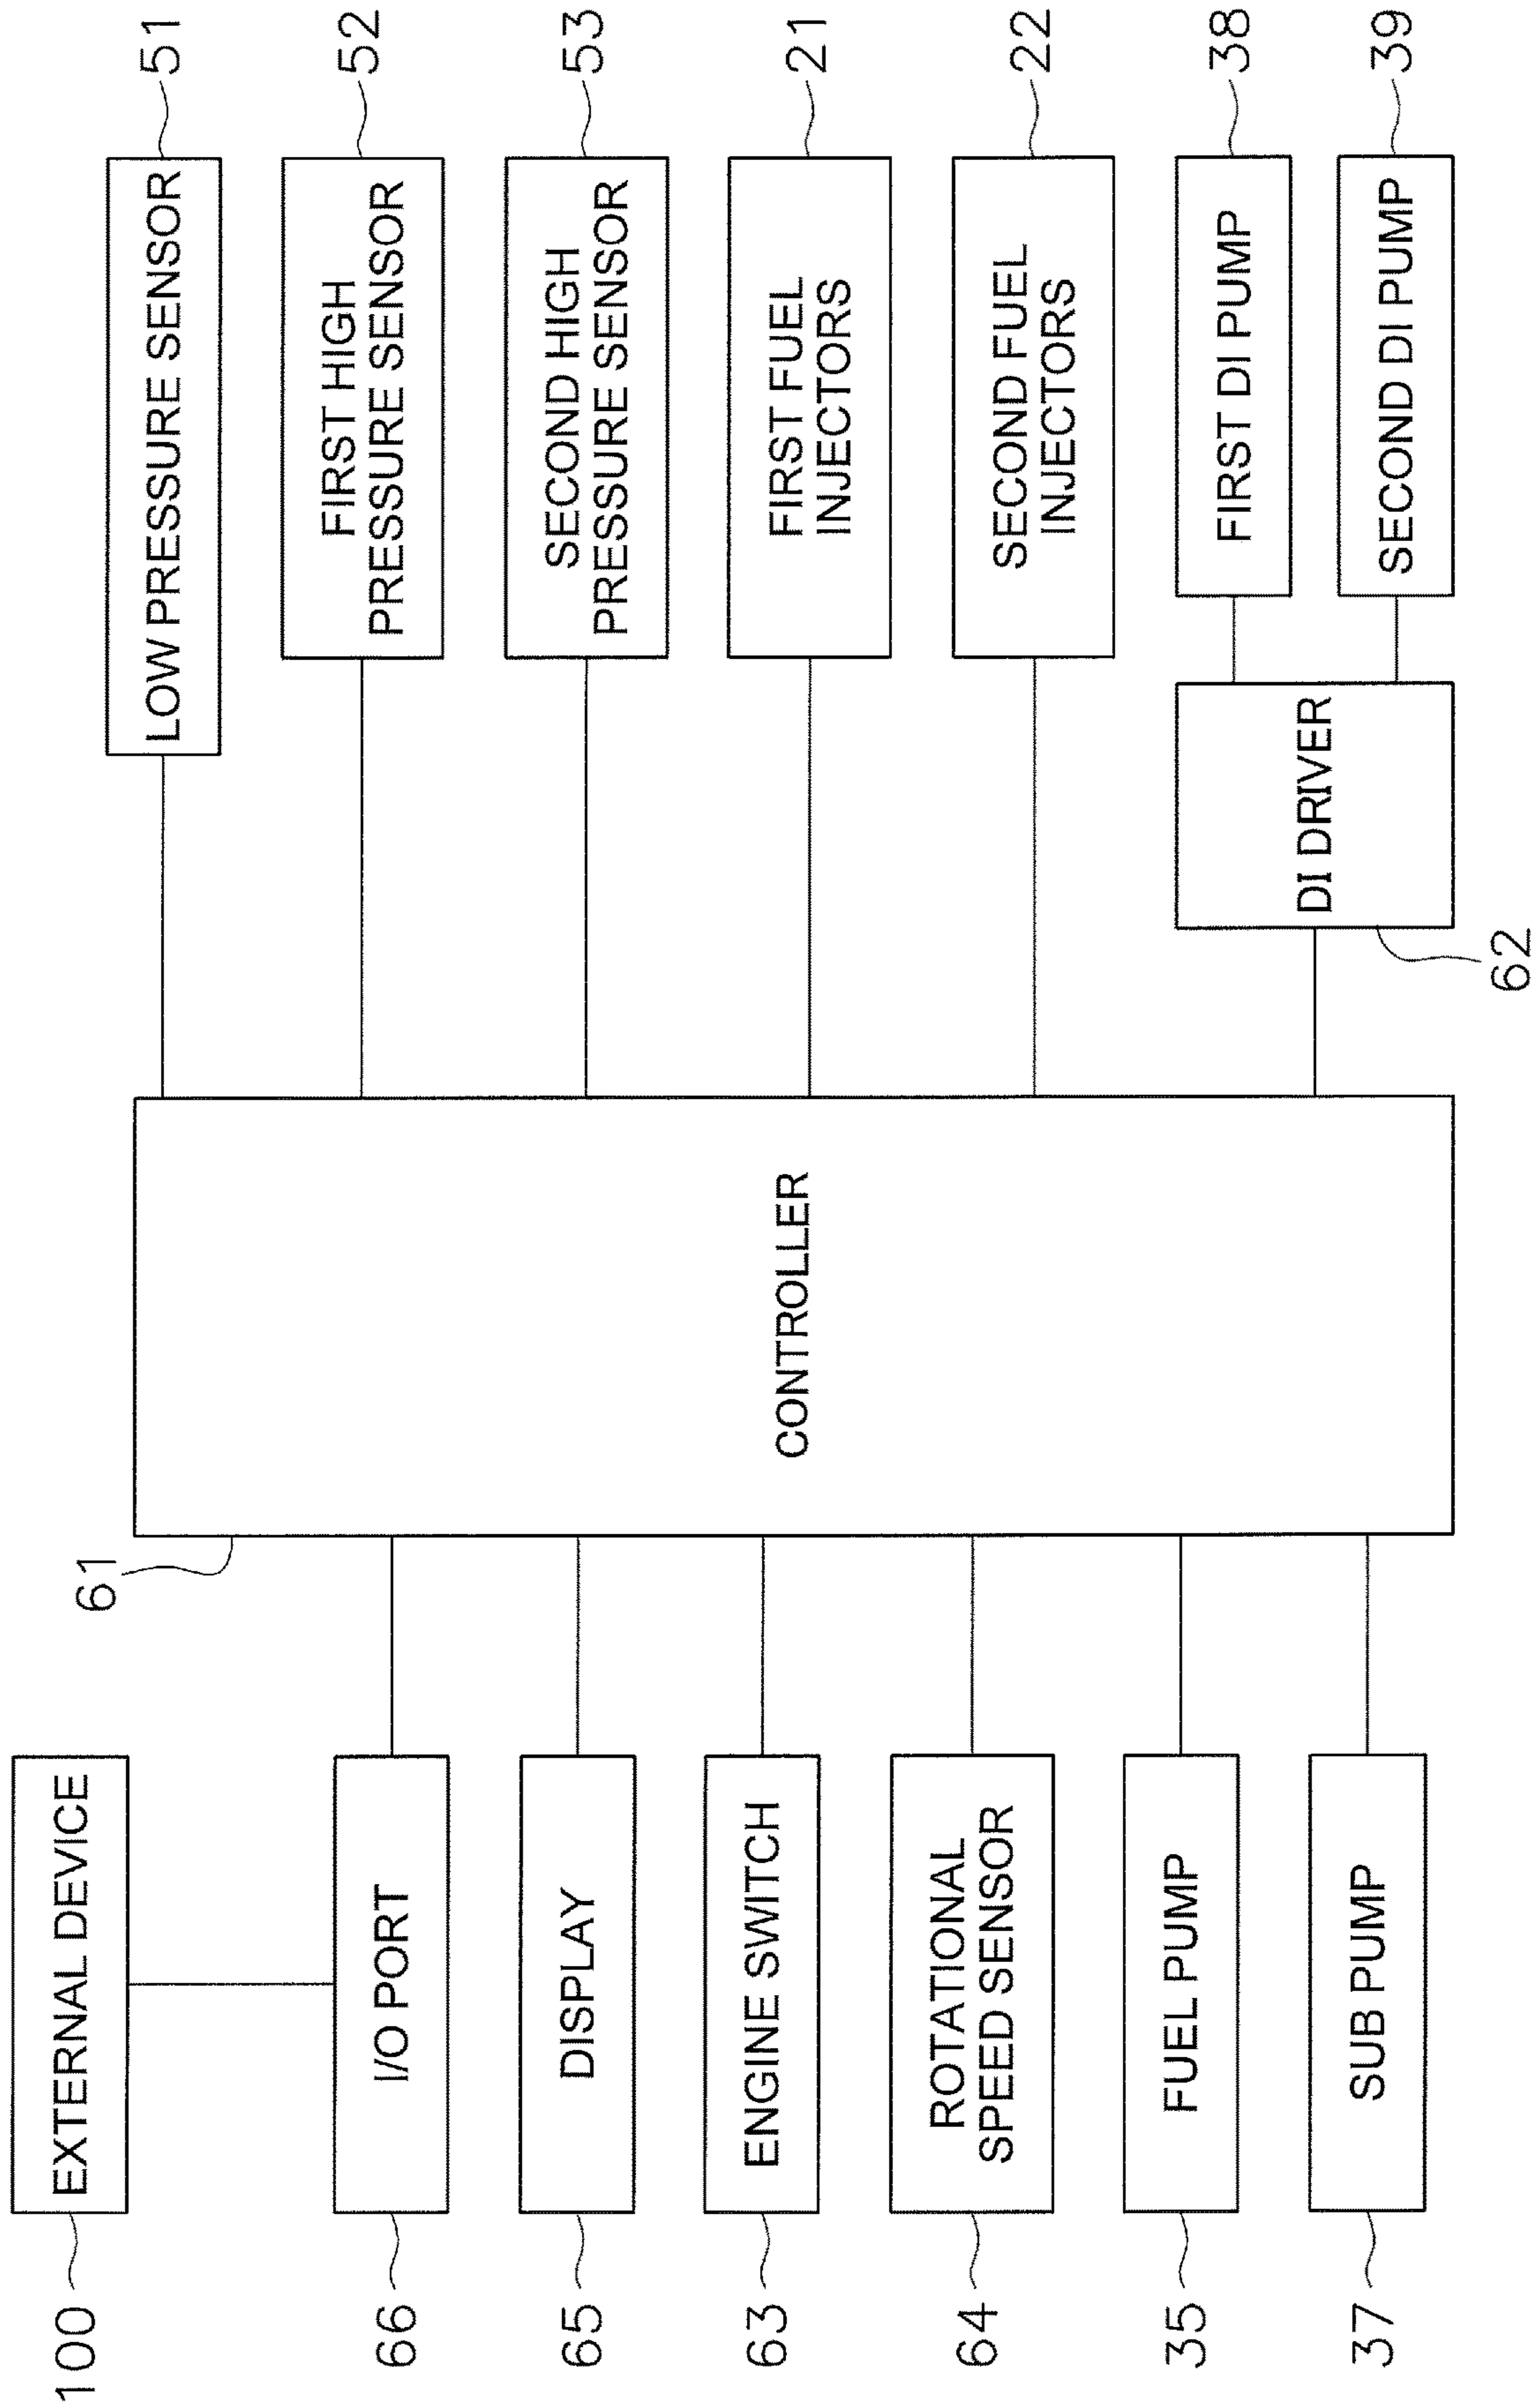 100
EXTERNAL DEVICE
66
I/O PORT
65
DISPLAY
63
ENGINE SWITCH
64
ROTATIONAL
SPEED SENSOR
35
FUEL PUMP
37
SUB PUMP
61
CONTROLLER
LOW PRESSURE SENSOR
51
FIRST HIGH
PRESSURE SENSOR
52
SECOND HIGH
PRESSURE SENSOR
53
FIRST FUEL
INJECTORS
21
SECOND FUEL
INJECTORS
22
DI DRIVER
62
FIRST DI PUMP
38
SECOND DI PUMP
39